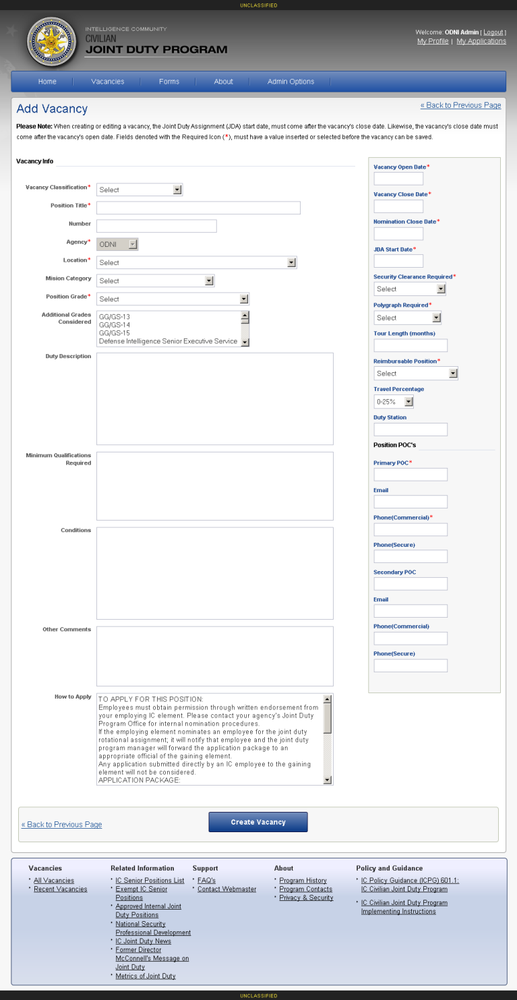 UNCLASSIFIED
INTELLIGENCE COMMUNITY
CIVILIAN
JOINT DUTY PROGRAM
Welcome: ODNI Admin [ Logout ]
My Profile | My Applications
Home | Vacancies | Forms | About | Admin Options |
Add Vacancy
« Back to Previous Page
Please Note: When creating or editing a vacancy, the Joint Duty Assignment (JDA) start date, must come after the vacancy's close date. Likewise, the vacancy's close date must
come after the vacancy's open date. Fields denoted with the Required Icon (*), must have a value inserted or selected before the vacancy can be saved.
Vacancy Info
Vacancy Classification* Select
Position Title*
Number
Agency* ODNI
Location* Select
Mision Category Select
Position Grade* Select
Additional Grades
Considered
GG/GS-13
GG/GS-14
GG/GS-15
Defense Intelligence Senior Executive Service
Duty Description
Minimum Qualifications
Required
Conditions
Other Comments
How to Apply
TO APPLY FOR THIS POSITION:
Employees must obtain permission through written endorsement from
your employing IC element. Please contact your agency's Joint Duty
Program Office for internal nomination procedures.
If the employing element nominates an employee for the joint duty
rotational assignment; it will notify that employee and the joint duty
program manager will forward the application package to an
appropriate official of the gaining element.
Any application submitted directly by an IC employee to the gaining
element will not be considered.
APPLICATION PACKAGE:
Vacancy Open Date*
Vacancy Close Date*
Nomination Close Date*
JDA Start Date*
Security Clearance Required*
Select
Polygraph Required*
Select
Tour Length (months)
Reimbursable Position*
Select
Travel Percentage
0-25%
Duty Station
Position POC's
Primary POC*
Email
Phone(Commercial)*
Phone(Secure)
Secondary POC
Email
Phone(Commercial)
Phone(Secure)
« Back to Previous Page
Create Vacancy
Vacancies
All Vacancies
Recent Vacancies
Related Information
IC Senior Positions List
Exempt IC Senior
Positions
Approved Internal Joint
Duty Positions
National Security
Professional Development
IC Joint Duty News
Former Director
McConnell's Message on
Joint Duty
Metrics of Joint Duty
Support
FAQ's
Contact Webmaster
About
Program History
Program Contacts
Privacy & Security
Policy and Guidance
IC Policy Guidance (ICPG) 601.1:
IC Civilian Joint Duty Program
IC Civilian Joint Duty Program
Implementing Instructions
UNCLASSIFIED